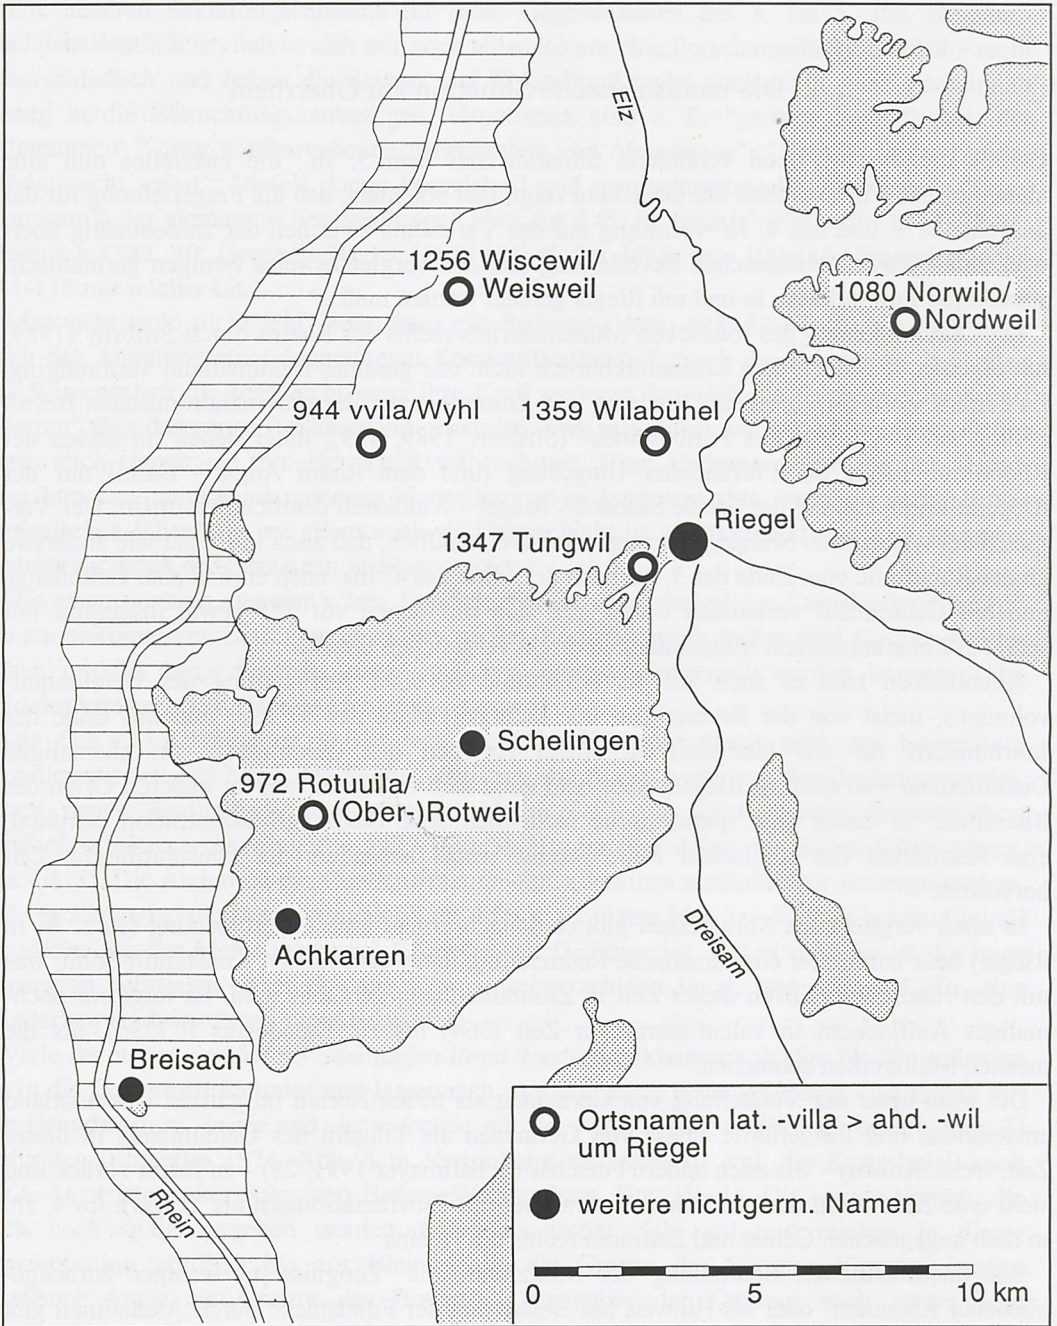 Elz
1256 Wiscewil/
Weisweil
1080 Norwilo/
Nordweil
944 vvila/Wyhl
1359 Wilabühel
Riegel
1347 Tungwil
Schelingen
972 Rotuuila/
(Ober-)Rotweil
Dreisam
Achkarren
Breisach
Rhein
Ortsnamen lat. villa - ahd. wil
um Riegel
weitere nichtgerm. Namen
0 5 10 km